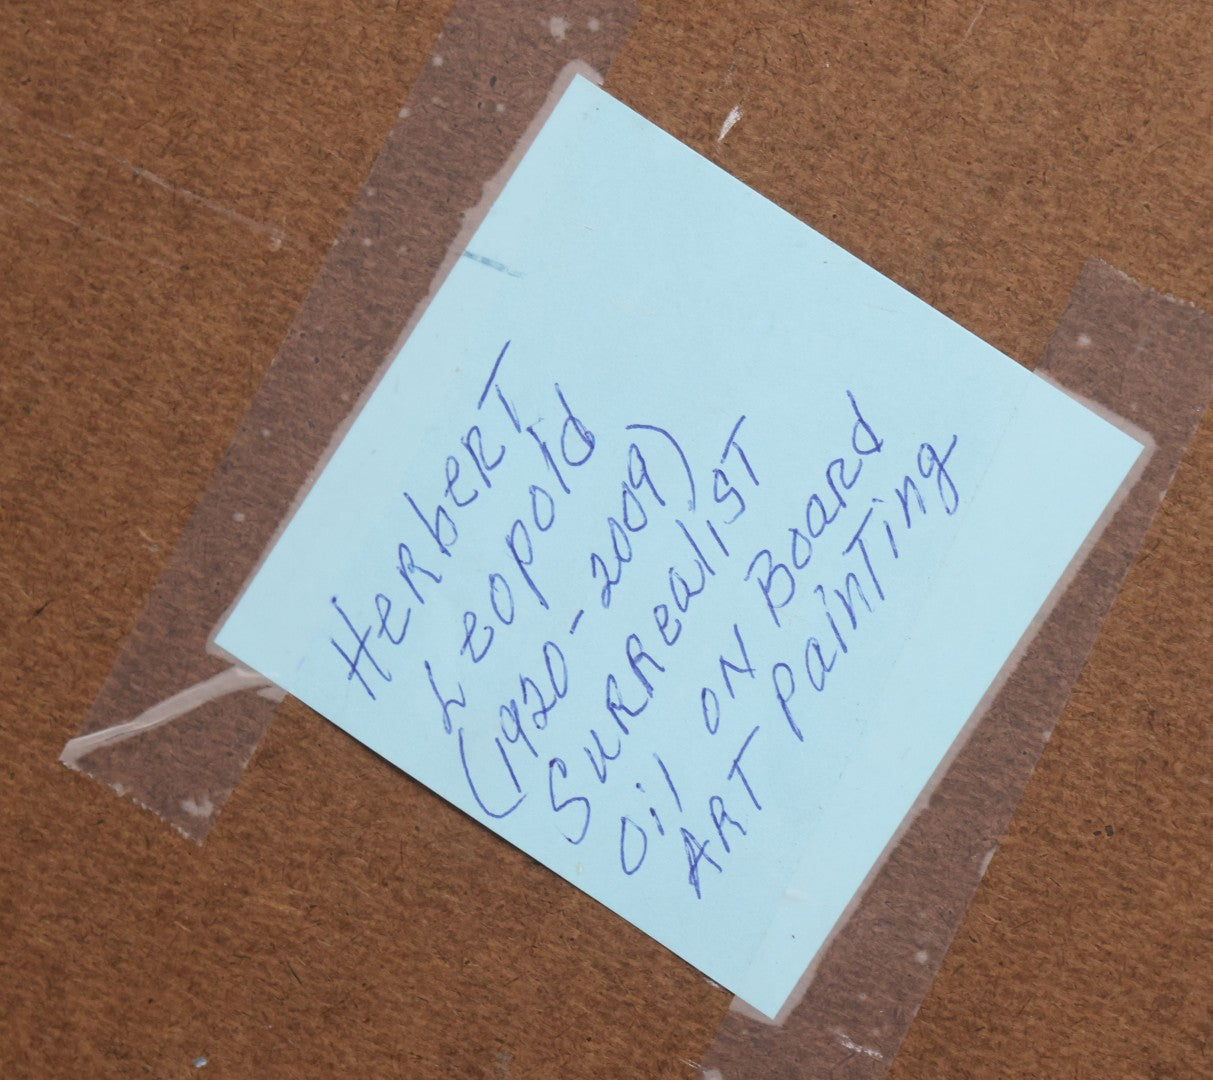 HERbERT
Leopold
(1920-2009)
SuRRealIST
Oil ON Board
ART PainTing